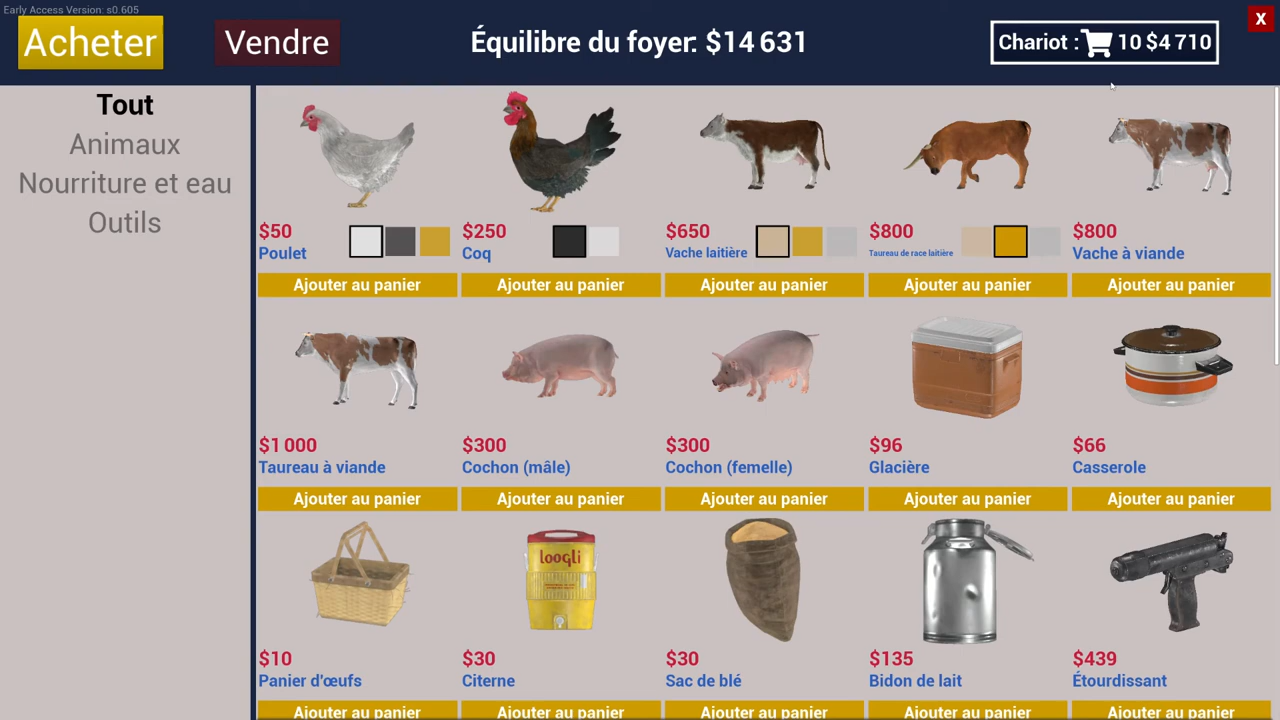 Early Access Version: s0.605
Acheter
Vendre
Équilibre du foyer: $14 631
Chariot : 10 $4 710
X
Tout
Animaux
Nourriture et eau
Outils
$50
Poulet
Ajouter au panier
$250
Coq
Ajouter au panier
$650
Vache laitière
Ajouter au panier
$800
Taureau de race laitière
Ajouter au panier
$800
Vache à viande
Ajouter au panier
$1 000
Taureau à viande
Ajouter au panier
$300
Cochon (mâle)
Ajouter au panier
$300
Cochon (femelle)
Ajouter au panier
$96
Glacière
Ajouter au panier
$66
Casserole
Ajouter au panier
$10
Panier d'œufs
Ajouter au panier
loogli
$30
Citerne
Ajouter au panier
$30
Sac de blé
Ajouter au panier
$135
Bidon de lait
Ajouter au panier
$439
Étourdissant
Ajouter au panier